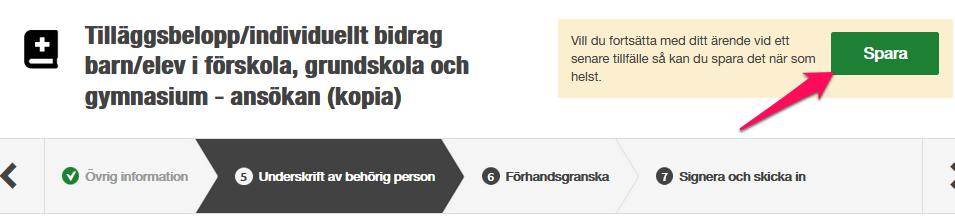 Tilläggsbelopp/individuellt bidrag
barn/elev i förskola, grundskola och
gymnasium - ansökan (kopia)
Vill du fortsätta med ditt ärende vid ett
senare tillfälle så kan du spara det när som
helst.
Spara
Övrig information
5 Underskrift av behörig person
6 Förhandsgranska
7 Signera och skicka in